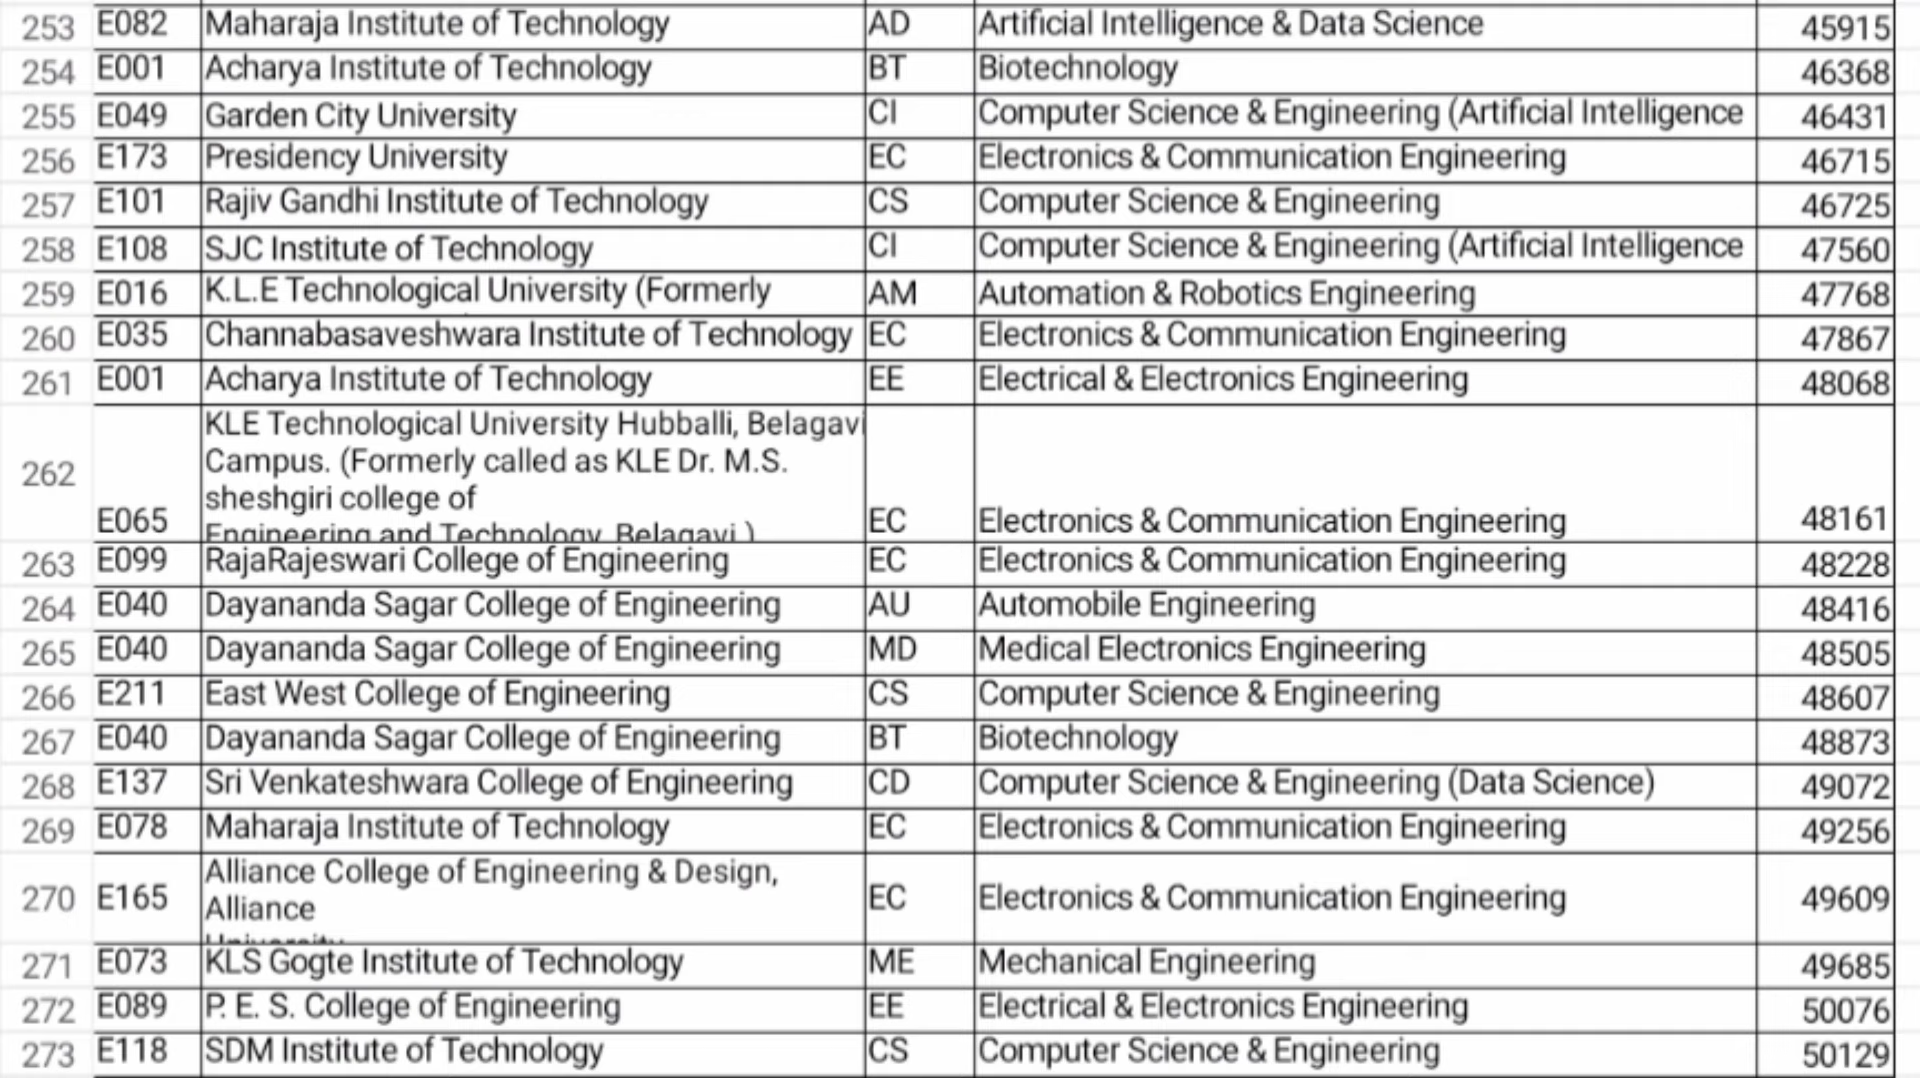 253 E082 Maharaja Institute of Technology AD Artificial Intelligence & Data Science 45915
254 E001 Acharya Institute of Technology BT Biotechnology 46368
255 E049 Garden City University CI Computer Science & Engineering (Artificial Intelligence 46431
256 E173 Presidency University EC Electronics & Communication Engineering 46715
257 E101 Rajiv Gandhi Institute of Technology CS Computer Science & Engineering 46725
258 E108 SJC Institute of Technology CI Computer Science & Engineering (Artificial Intelligence 47560
259 E016 K.L.E Technological University (Formerly AM Automation & Robotics Engineering 47768
260 E035 Channabasaveshwara Institute of Technology EC Electronics & Communication Engineering 47867
261 E001 Acharya Institute of Technology EE Electrical & Electronics Engineering 48068
KLE Technological University Hubballi, Belagavi
Campus. (Formerly called as KLE Dr. M.S.
262 sheshgiri college of
E065 Engineering and Technology, Belagavi ) EC Electronics & Communication Engineering 48161
263 E099 RajaRajeswari College of Engineering EC Electronics & Communication Engineering 48228
264 E040 Dayananda Sagar College of Engineering AU Automobile Engineering 48416
265 E040 Dayananda Sagar College of Engineering MD Medical Electronics Engineering 48505
266 E211 East West College of Engineering CS Computer Science & Engineering 48607
267 E040 Dayananda Sagar College of Engineering BT Biotechnology 48873
268 E137 Sri Venkateshwara College of Engineering CD Computer Science & Engineering (Data Science) 49072
269 E078 Maharaja Institute of Technology EC Electronics & Communication Engineering 49256
Alliance College of Engineering & Design,
270 E165 Alliance EC Electronics & Communication Engineering 49609
University
271 E073 KLS Gogte Institute of Technology ME Mechanical Engineering 49685
272 E089 P. E. S. College of Engineering EE Electrical & Electronics Engineering 50076
273 E118 SDM Institute of Technology CS Computer Science & Engineering 50129